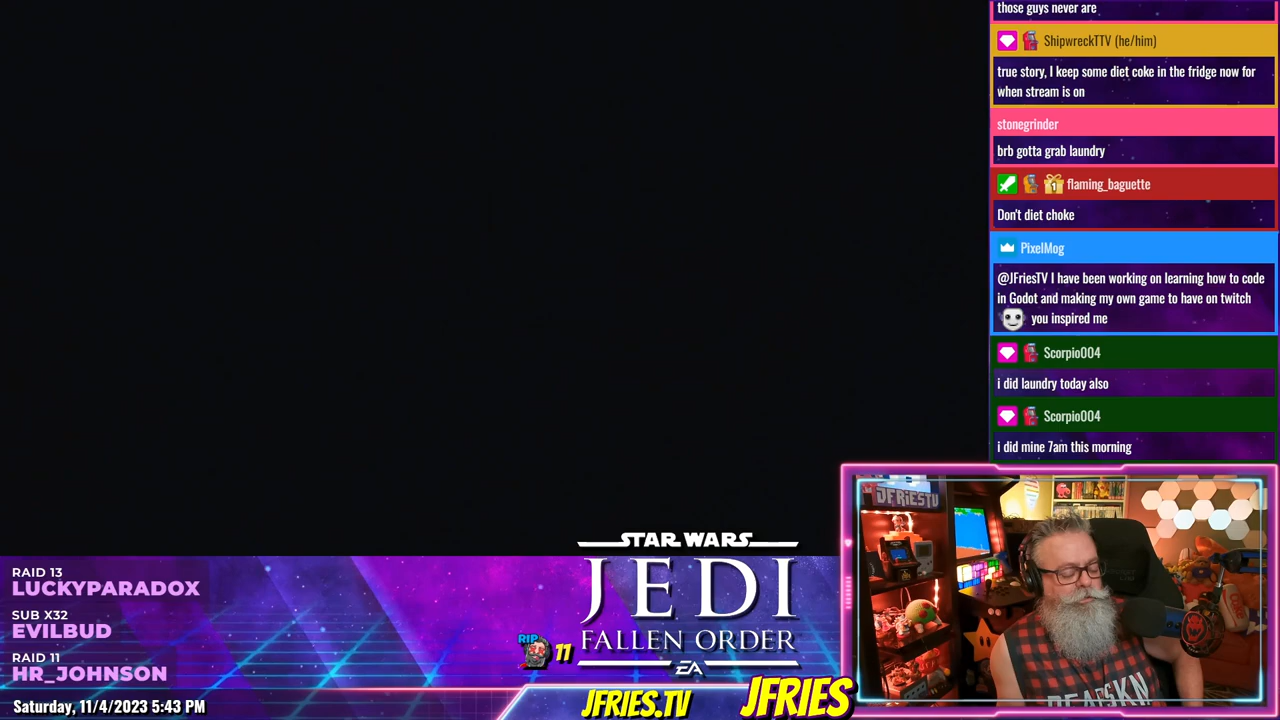 those guys never are
ShipwreckTTV (he/him)
true story, I keep some diet coke in the fridge now for
when stream is on
stonegrinder
brb gotta grab laundry
1
flaming_baguette
Don't diet choke
PixelMog
@JFriesTV I have been working on learning how to code
in Godot and making my own game to have on twitch
you inspired me
Scorpio004
i did laundry today also
Scorpio004
i did mine 7am this morning
RAID 13
LUCKYPARADOX
SUB X32
EVILBUD
RAID 11
HR_JOHNSON
Saturday, 11/4/2023 5:43 PM
RIP
11
STAR WARS
JEDI
FALLEN ORDER
EA
JFRIES.TV
JFRIES
DFRIESTV